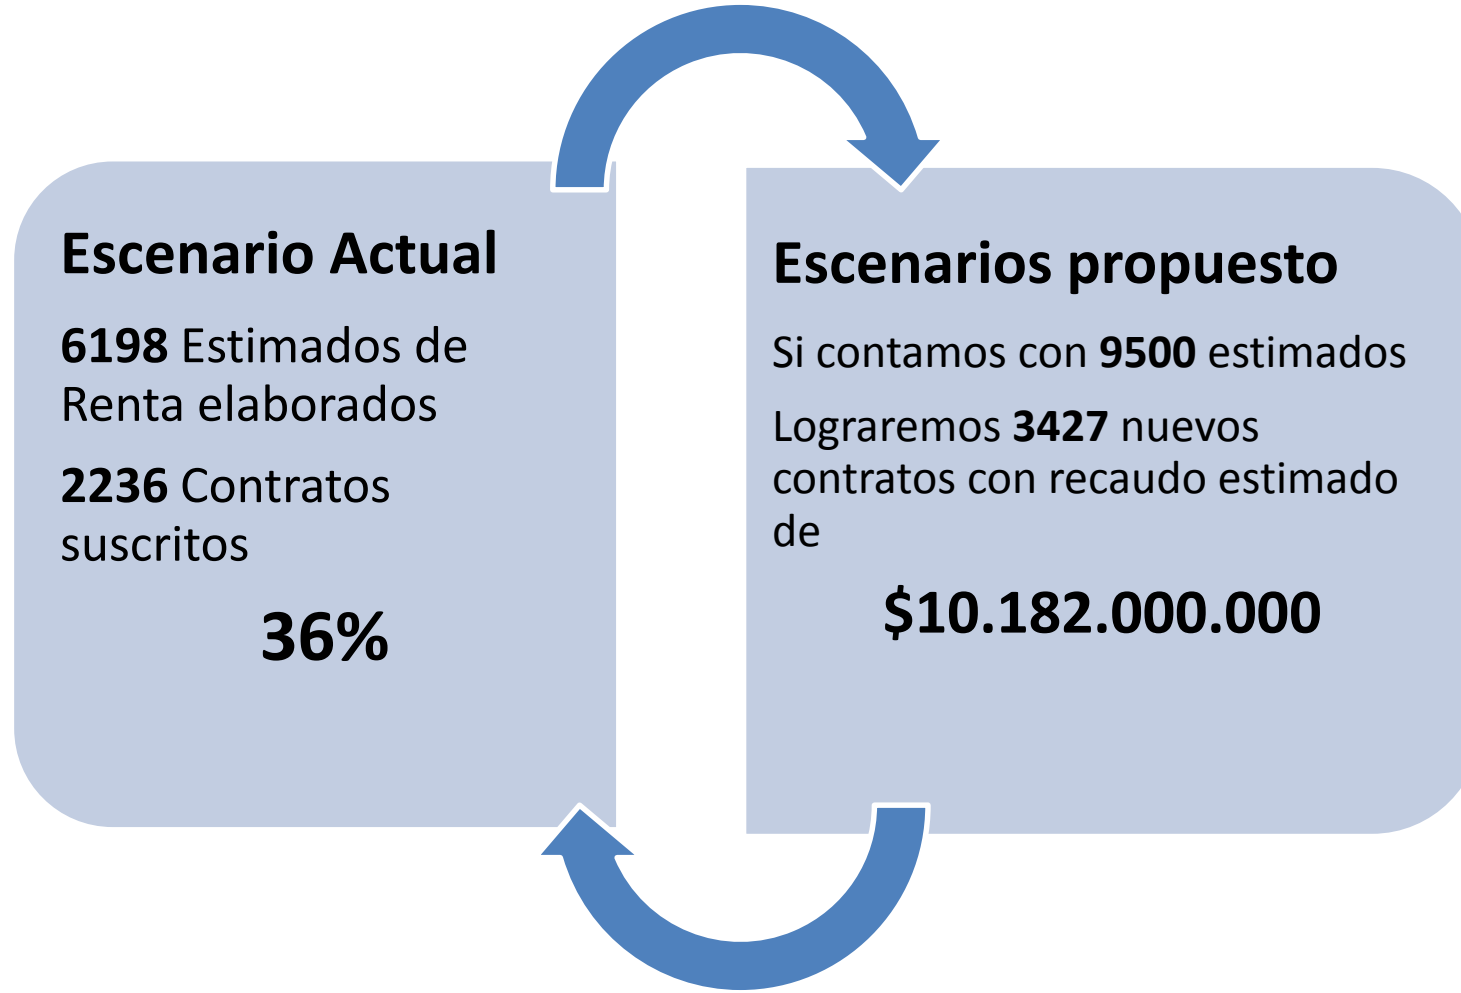 Escenario Actual
6198 Estimados de
Renta elaborados
2236 Contratos
suscritos
36%
Escenarios propuesto
Si contamos con 9500 estimados
Lograremos 3427 nuevos
contratos con recaudo estimado
de
$10.182.000.000